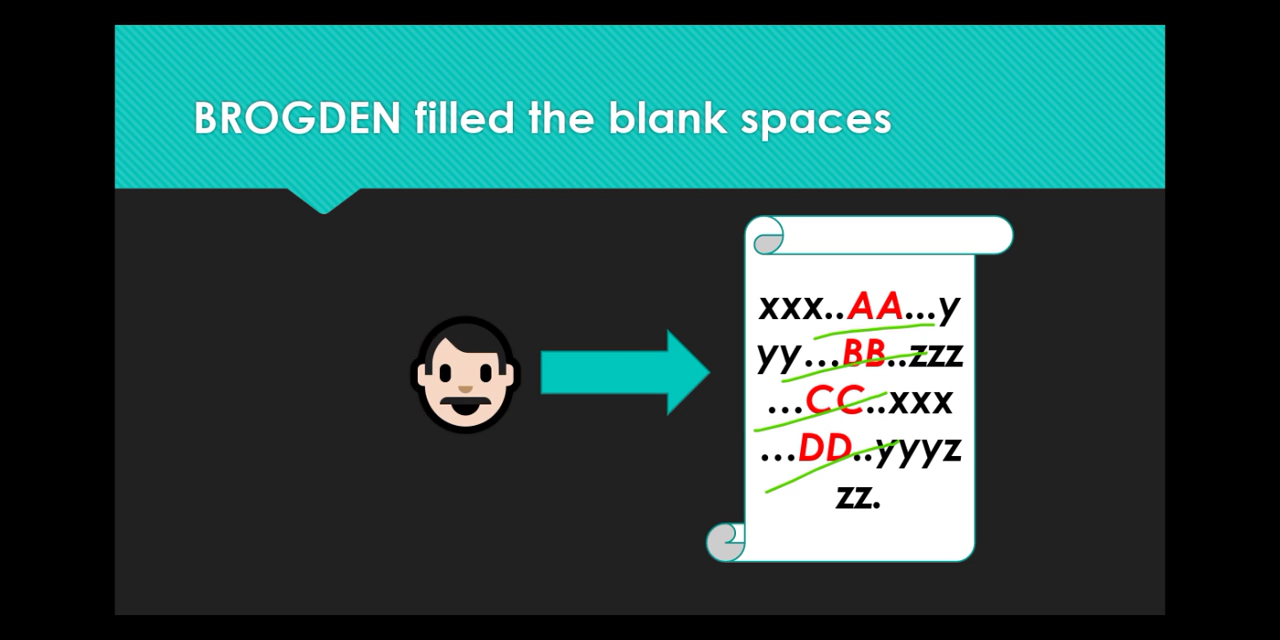 BROGDEN filled the blank spaces
xxx..AA...y
yy...BB..zzz
...CC..xxx
...DD..yyyz
zz.